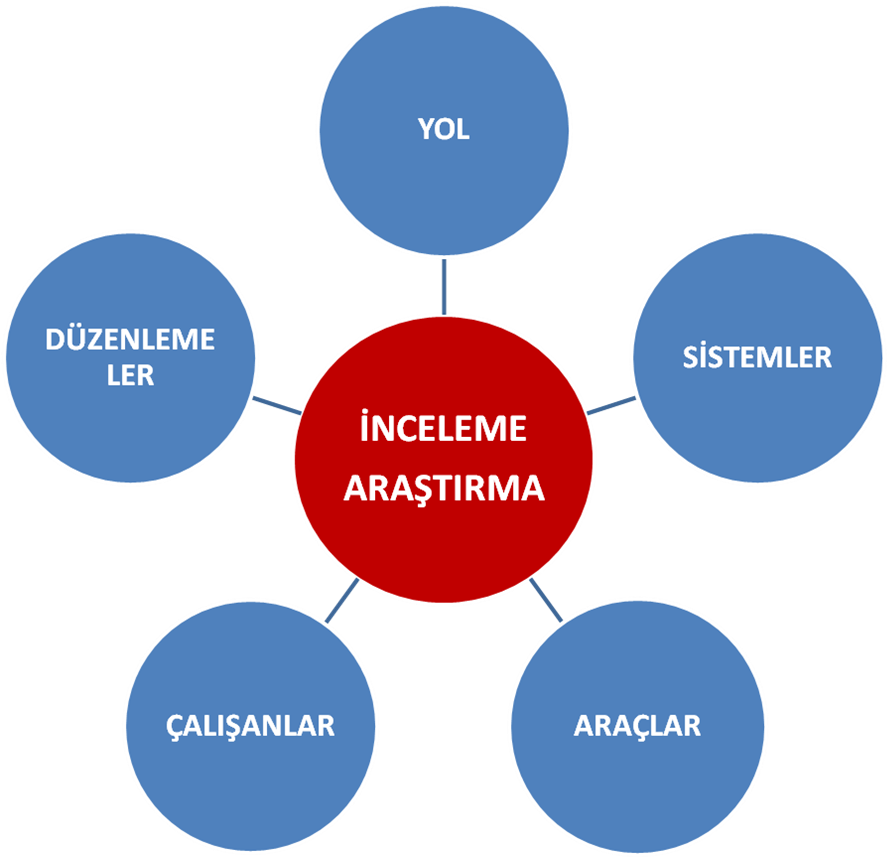 YOL
DÜZENLEME
LER
SİSTEMLER
İNCELEME
ARAŞTIRMA
ÇALIŞANLAR
ARAÇLAR